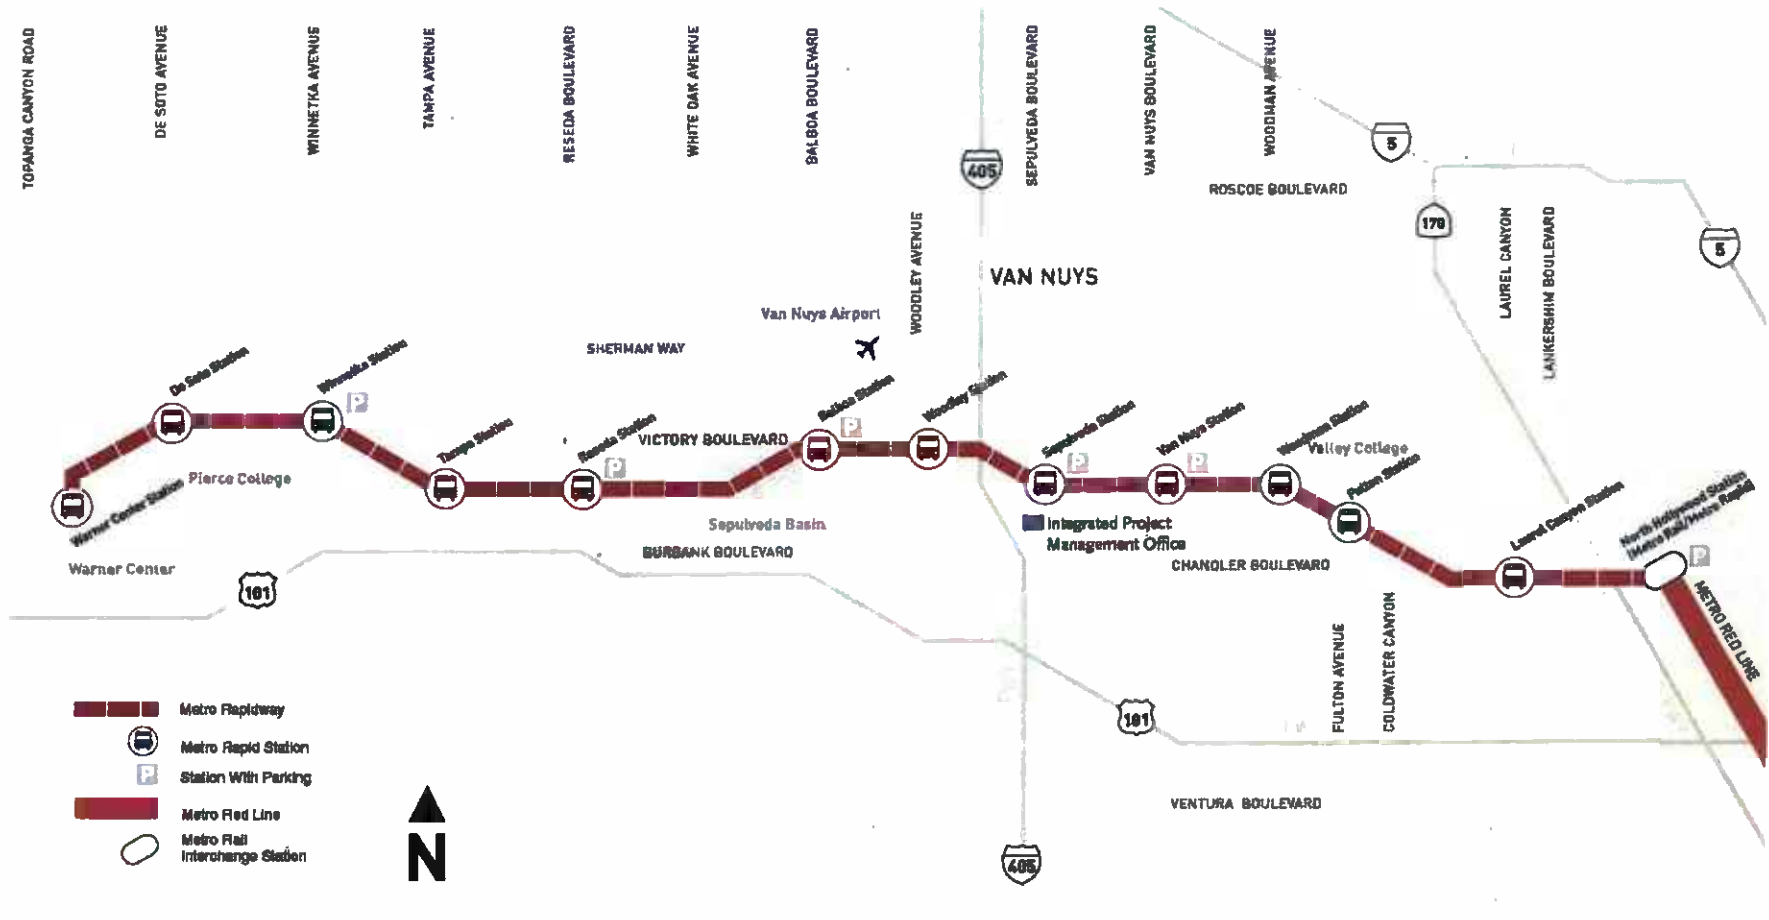 TOPANGA CANYON ROAD
DE SOTO AVENUE
WINNETKA AVENUE
TAMPA AVENUE
RESEDA BOULEVARD
WHITE OAK AVENUE
BALBOA BOULEVARD
405
SEPULVEDA BOULEVARD
VAN NUYS BOULEVARD
WOODMAN AVENUE
5
ROSCOE BOULEVARD
170
LAUREL CANYON
LANKERSHIM BOULEVARD
5
WOODLEY AVENUE
VAN NUYS
Van Nuys Airport
SHERMAN WAY
De Soto Station
Winnetka Station
P
Tampa Station
Reseda Station
P
VICTORY BOULEVARD
Balboa Station
P
Woodley Station
Sepulveda Station
P
Van Nuys Station
P
Woodman Station
Valley College
Fulton Station
Laurel Canyon Station
North Hollywood Station
(Metro Rail/Metro Rapid)
P
Pierce College
Warner Center Station
Warner Center
Sepulveda Basin
BURBANK BOULEVARD
Integrated Project
Management Office
CHANDLER BOULEVARD
101
METRO RED LINE
FULTON AVENUE
COLDWATER CANYON
101
VENTURA BOULEVARD
405
Metro Rapidway
Metro Rapid Station
P
Station With Parking
Metro Red Line
Metro Rail
Interchange Station
N